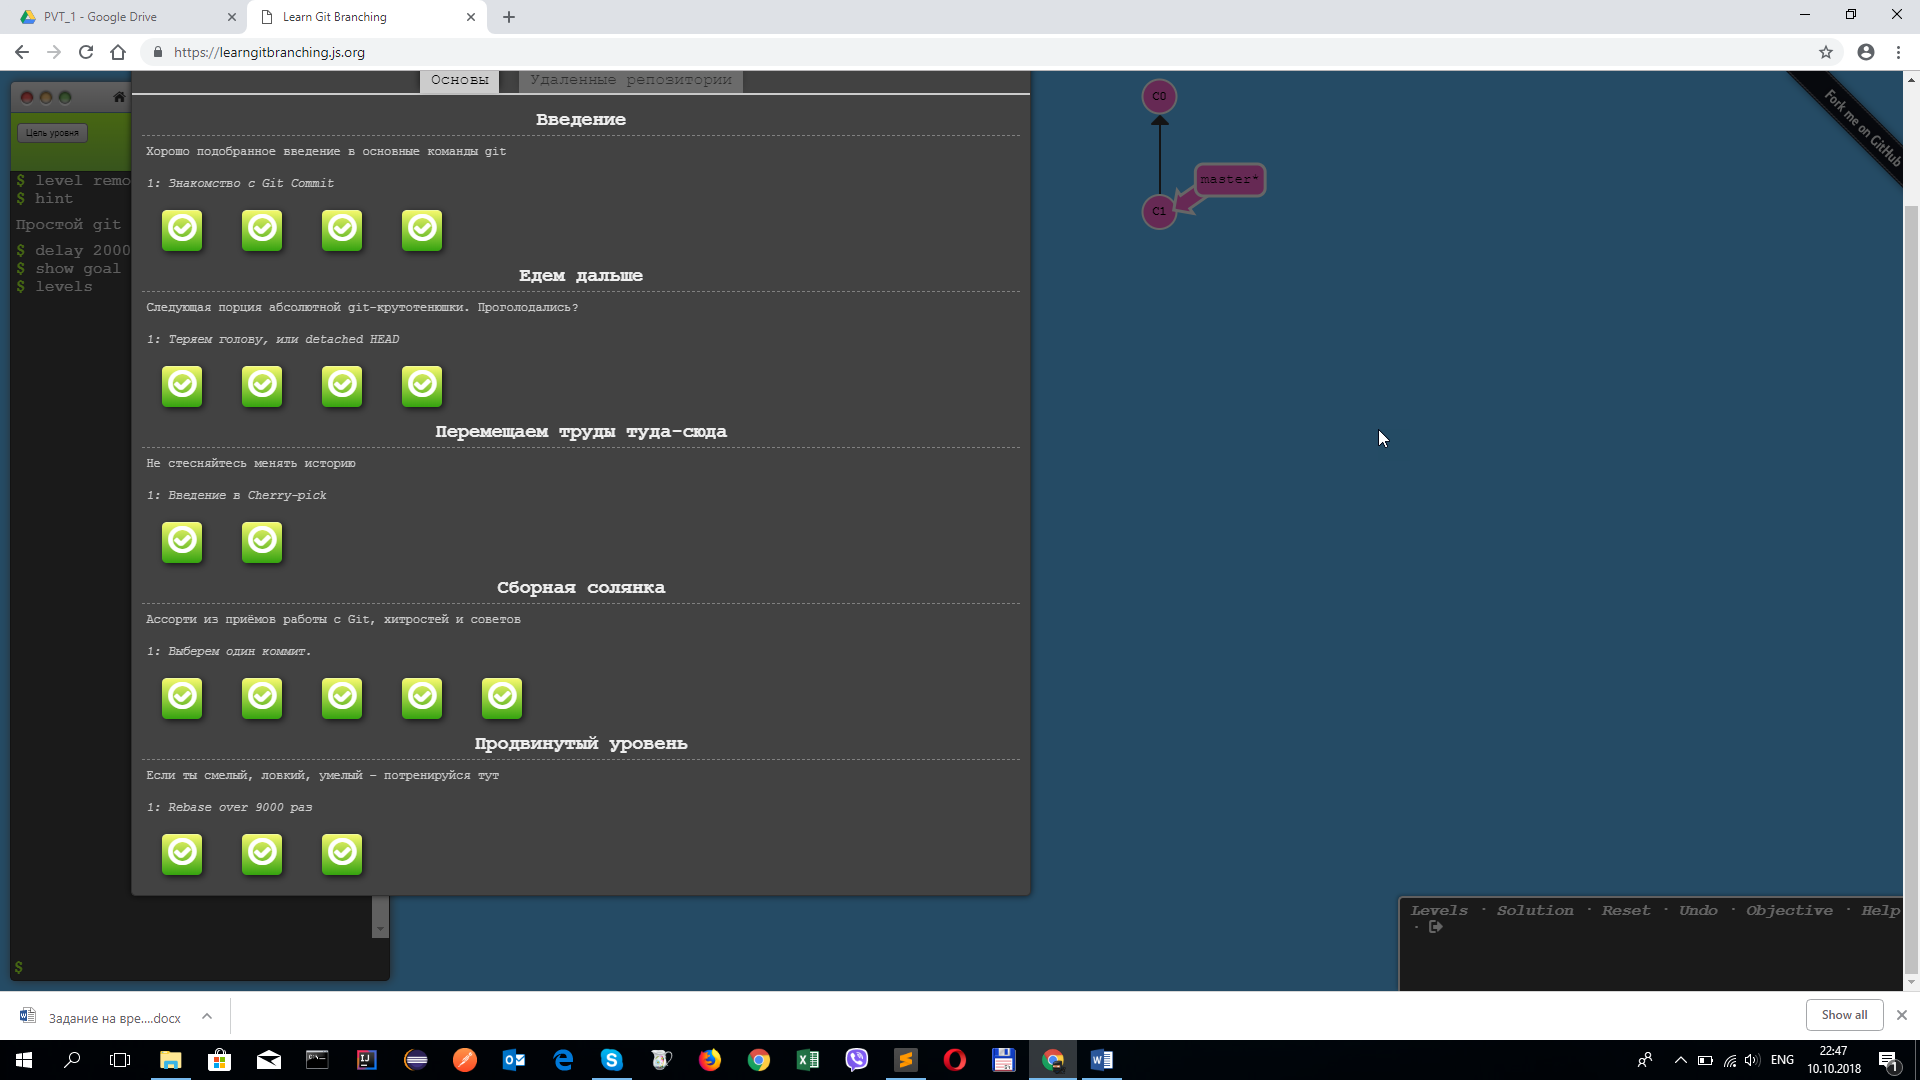 PVT_1 - Google Drive
Learn Git Branching
https://learngitbranching.js.org
Основы
Удаленные репозитории
Цель уровня
$ level remo
$ hint
Простой git
$ delay 2000
$ show goal
$ levels
$
Введение
Хорошо подобранное введение в основные команды git
1: Знакомство с Git Commit
Едем дальше
Следующая порция абсолютной git-крутотенюшки. Проголодались?
1: Теряем голову, или detached HEAD
Перемещаем труды туда-сюда
Не стесняйтесь менять историю
1: Введение в Cherry-pick
Сборная солянка
Ассорти из приёмов работы с Git, хитростей и советов
1: Выберем один коммит.
Продвинутый уровень
Если ты смелый, ловкий, умелый - потренируйся тут
1: Rebase over 9000 раз
C0
master*
C1
Fork me on GitHub
Levels · Solution · Reset · Undo · Objective · Help
·
Задание на вре....docx
Show all
ENG
22:47
10.10.2018
1